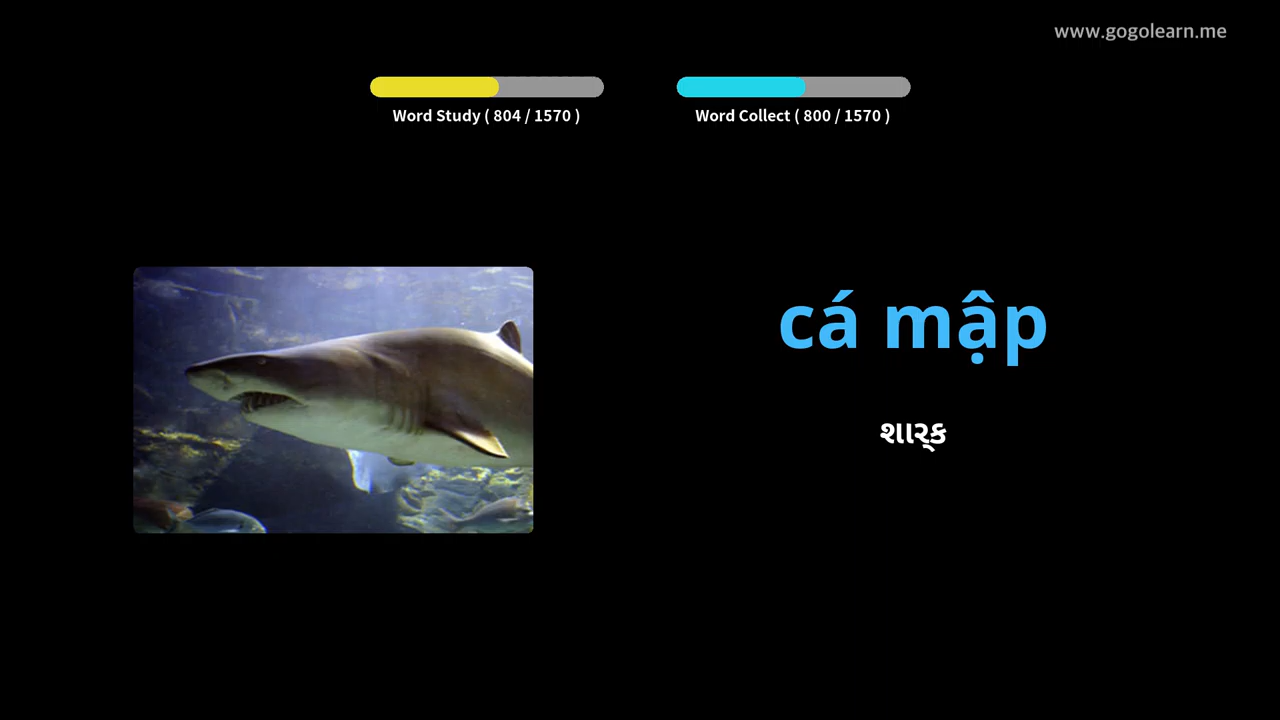 www.gogolearn.me
Word Study ( 804 / 1570 )
Word Collect ( 800 / 1570 )
cá mập
શાર્ક